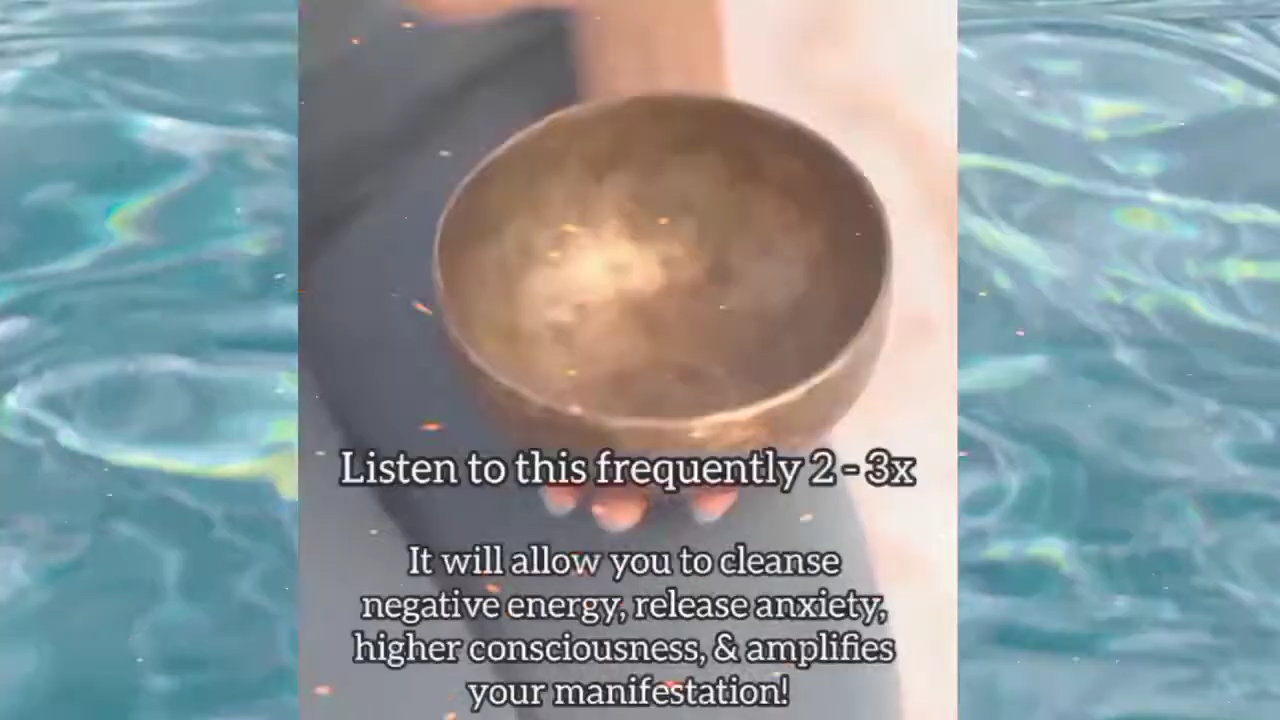 Listen to this frequently 2 - 3x
It will allow you to cleanse
negative energy, release anxiety,
higher consciousness, & amplifies
your manifestation!